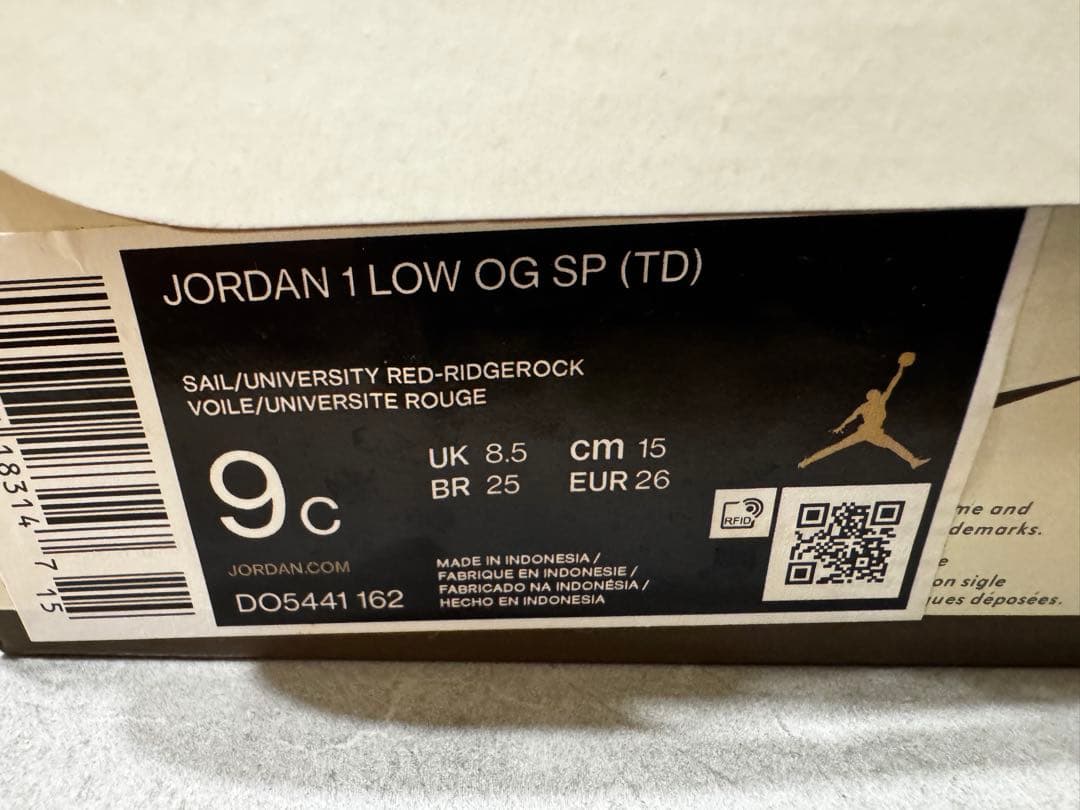 JORDAN 1 LOW OG SP (TD)
SAIL/UNIVERSITY RED-RIDGEROCK
VOILE/UNIVERSITE ROUGE
9C
UK 8.5 cm 15
BR 25 EUR 26
JORDAN.COM
DO5441 162
MADE IN INDONESIA /
FABRIQUE EN INDONESIE /
FABRICADO NA INDONÉSIA /
HECHO EN INDONESIA
RFID
18314 7 15
me and
demarks.
e
on sigle
ues déposées.